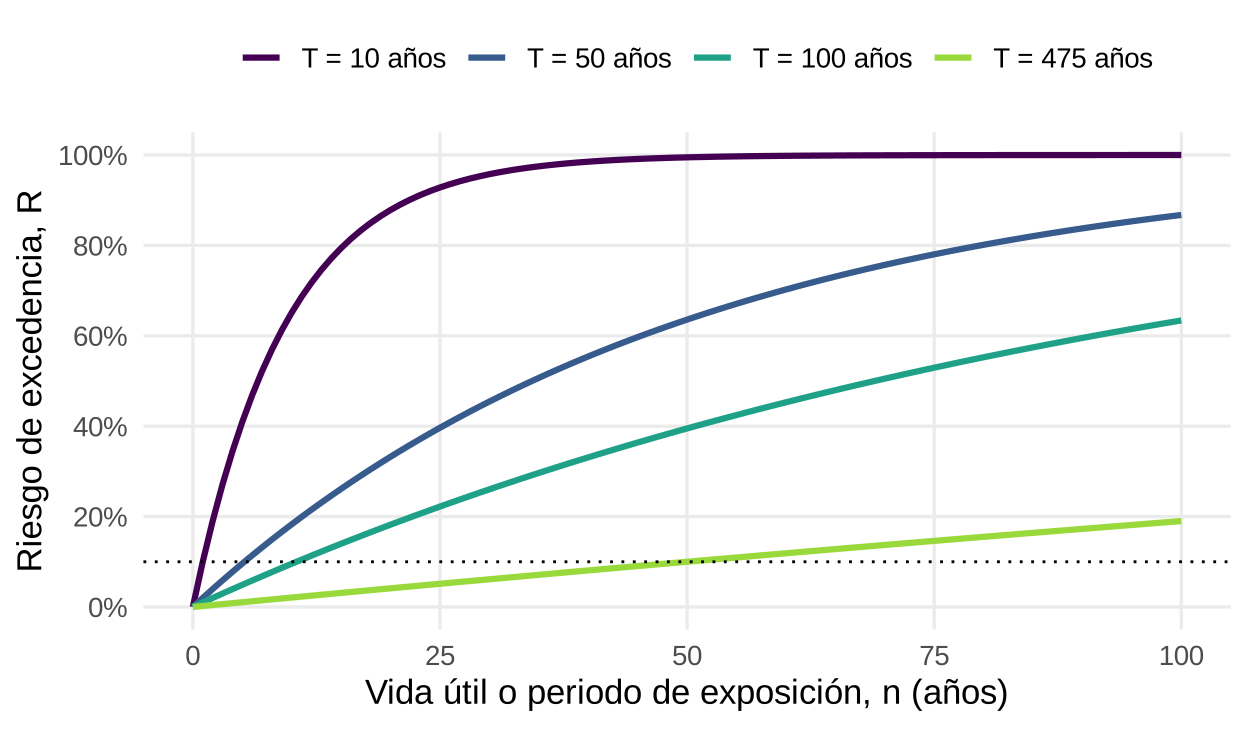 T = 10 años T = 50 años T = 100 años T = 475 años
Riesgo de excedencia, R
100%
80%
60%
40%
20%
0%
0 25 50 75 100
Vida útil o periodo de exposición, n (años)